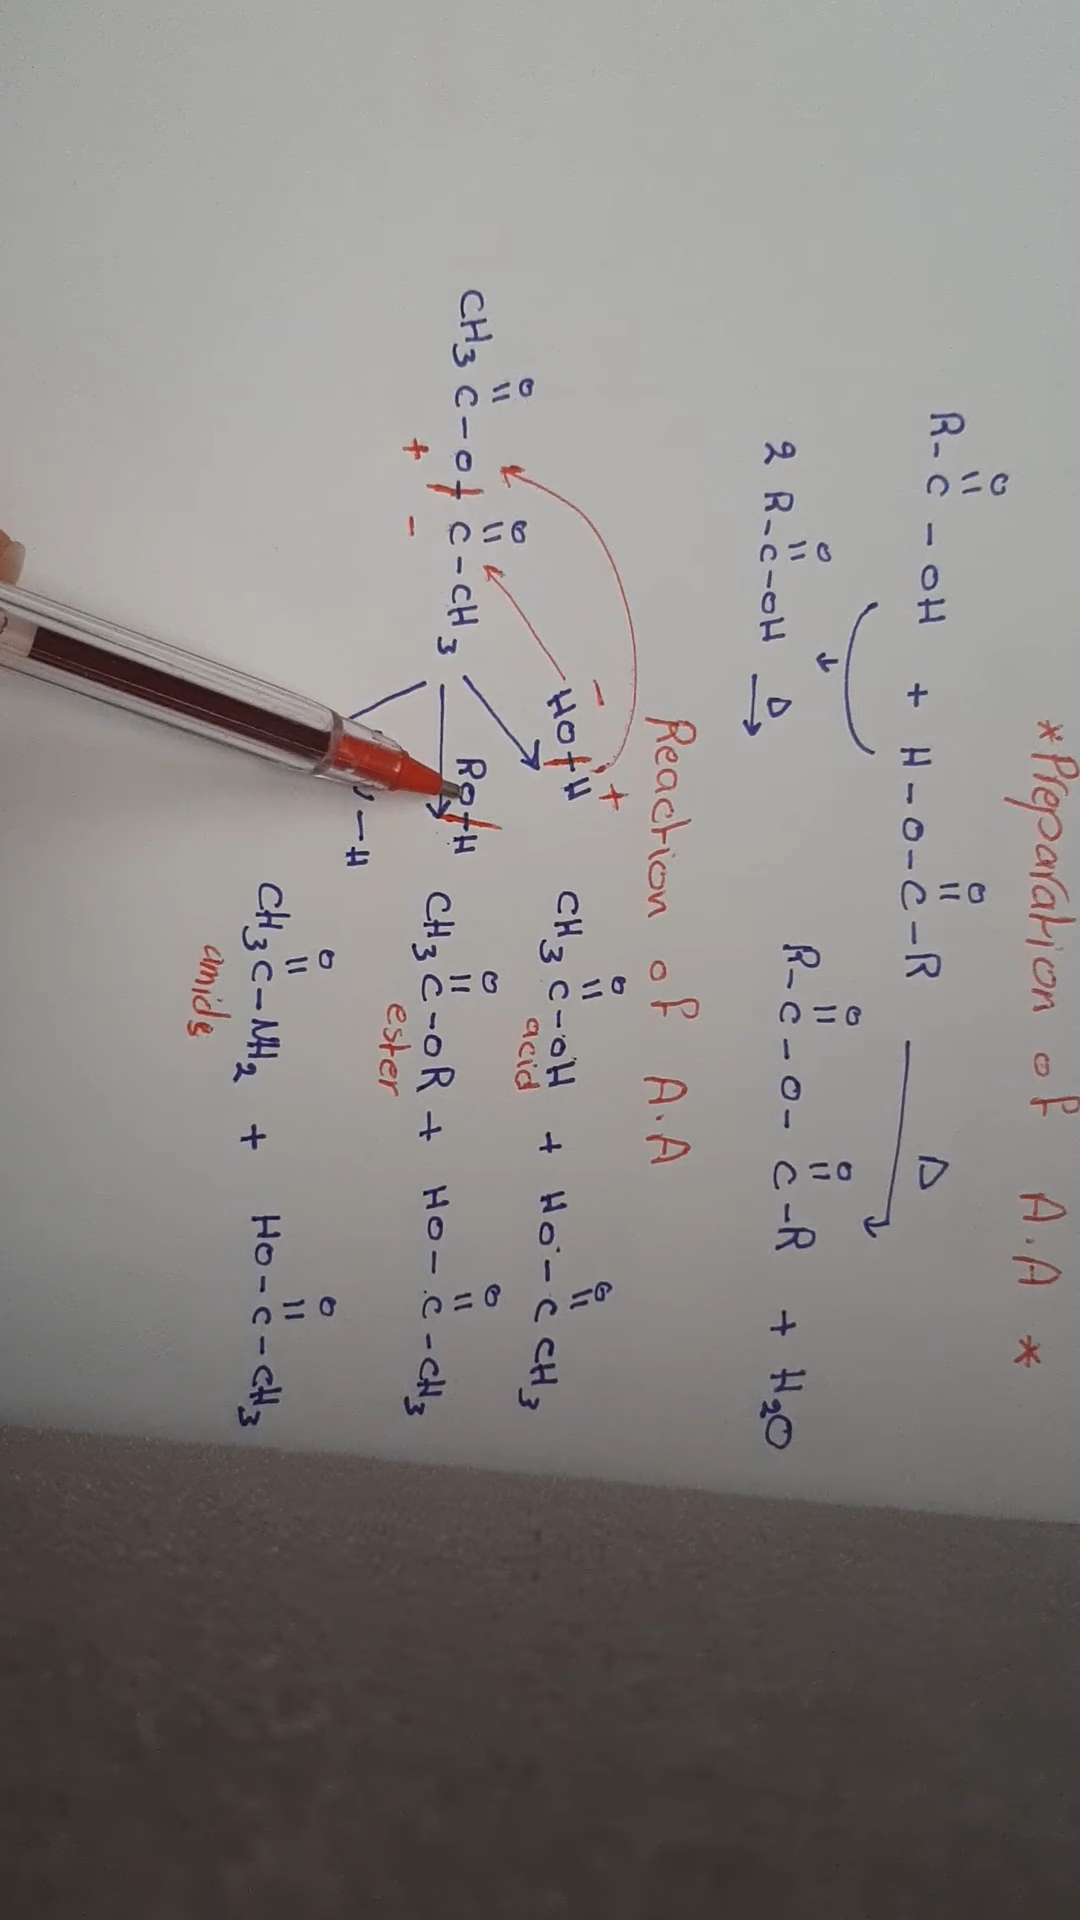 *Preparation of A.A *
O O
R-C-OH + H-O-C-R Δ
O O O
2 R-C-OH Δ R-C-O-C-R + H2O
Reaction of A.A
- +
HO H
O O
CH3C-OH + HO-C CH3
acid
O O
CH3C-O C-CH3
+ -
RO-H
O O
CH3C-OR + HO-C-CH3
ester
-H
O O
CH3C-NH2 + HO-C-CH3
amide